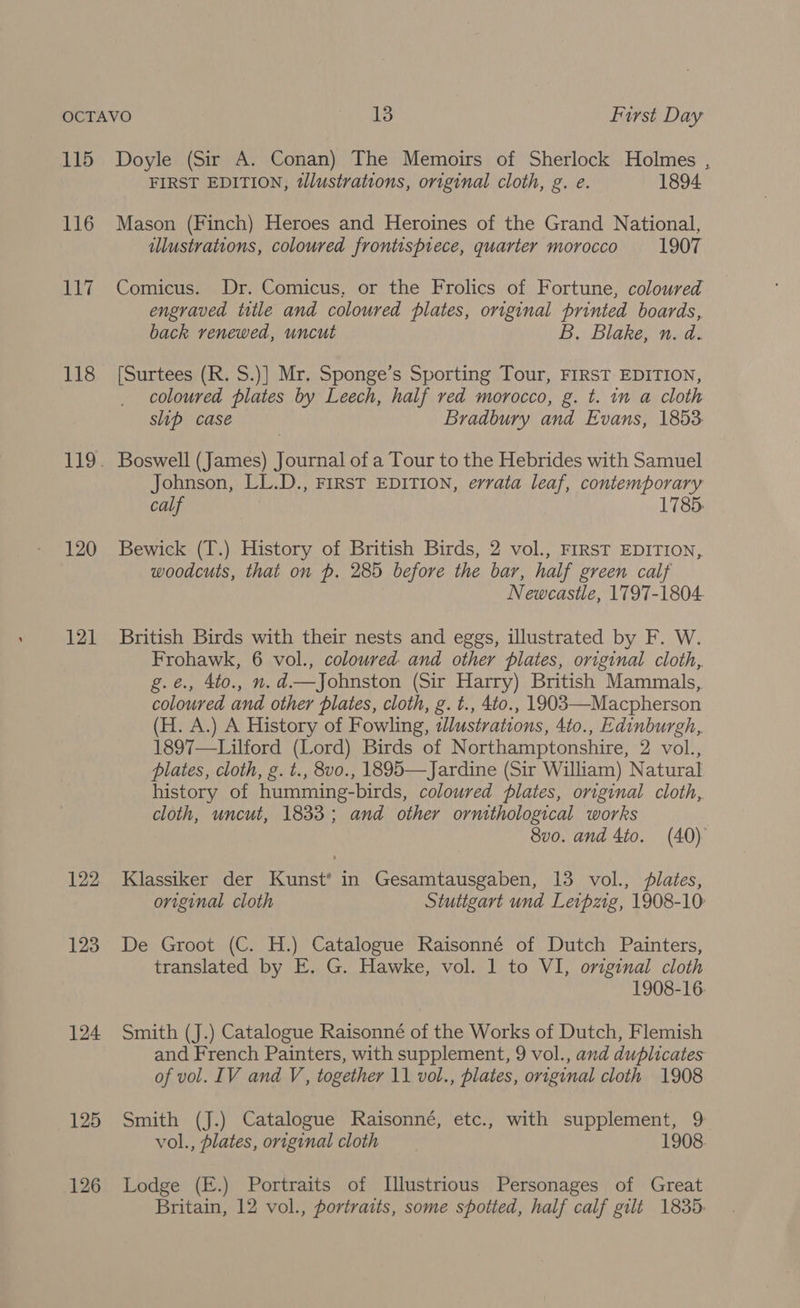 OCTAVO 13 First Day
115 Doyle (Sir A. Conan) The Memoirs of Sherlock Holmes ,
FIRST EDITION, illustrations, original cloth, g. e. 1894
116 Mason (Finch) Heroes and Heroines of the Grand National,
illustrations, coloured frontispiece, quarter morocco 1907
117 Comicus. Dr. Comicus, or the Frolics of Fortune, coloured
engraved title and coloured plates, original printed boards,
back renewed, uncut B. Blake, n. d.
118 [Surtees (R. S.)] Mr. Sponge's Sporting Tour, FIRST EDITION,
coloured plates by Leech, half red morocco, g. t. in a cloth
slip case Bradbury and Evans, 1853
119. Boswell (James) Journal of a Tour to the Hebrides with Samuel
Johnson, LL.D., FIRST EDITION, errata leaf, contemporary
calf 1785
120 Bewick (T.) History of British Birds, 2 vol., FIRST EDITION,
woodcuts, that on p. 285 before the bar, half green calf
Newcastle, 1797-1804
121 British Birds with their nests and eggs, illustrated by F. W.
Frohawk, 6 vol., coloured and other plates, original cloth,
g. e., 4to., n. d.—Johnston (Sir Harry) British Mammals,
coloured and other plates, cloth, g. t., 4to., 1903—Macpherson
(H. A.) A History of Fowling, illustrations, 4to., Edinburgh,
1897—Lilford (Lord) Birds of Northamptonshire, 2 vol.,
plates, cloth, g. t., 8vo., 1895—Jardine (Sir William) Natural
history of humming-birds, coloured plates, original cloth,
cloth, uncut, 1833; and other ornithological works
8vo. and 4to. (40)
122 Klassiker der Kunst in Gesamtausgaben, 13 vol., plates,
original cloth Stuttgart und Leipzig, 1908-10
123 De Groot (C. H.) Catalogue Raisonné of Dutch Painters,
translated by E. G. Hawke, vol. 1 to VI, original cloth
1908-16
124 Smith (J.) Catalogue Raisonné of the Works of Dutch, Flemish
and French Painters, with supplement, 9 vol., and duplicates
of vol. IV and V, together 11 vol., plates, original cloth 1908
125 Smith (J.) Catalogue Raisonné, etc., with supplement, 9
vol., plates, original cloth 1908
126 Lodge (E.) Portraits of Illustrious Personages of Great
Britain, 12 vol., portraits, some spotted, half calf gilt 1835